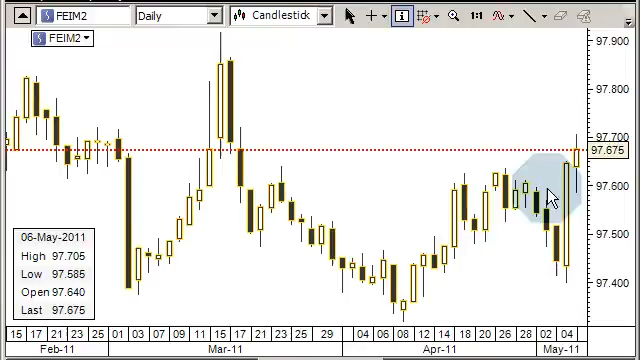 FEIM2 Daily Candlestick 1:1
FEIM2
97.900
97.800
97.700
97.675
97.600
97.500
97.400
06-May-2011
High 97.705
Low 97.585
Open 97.640
Last 97.675
15 17 21 23 25 01 03 07 09 11 15 17 21 23 25 29 04 06 08 12 14 18 20 26 28 02 04
Feb-11 Mar-11 Apr-11 May-11